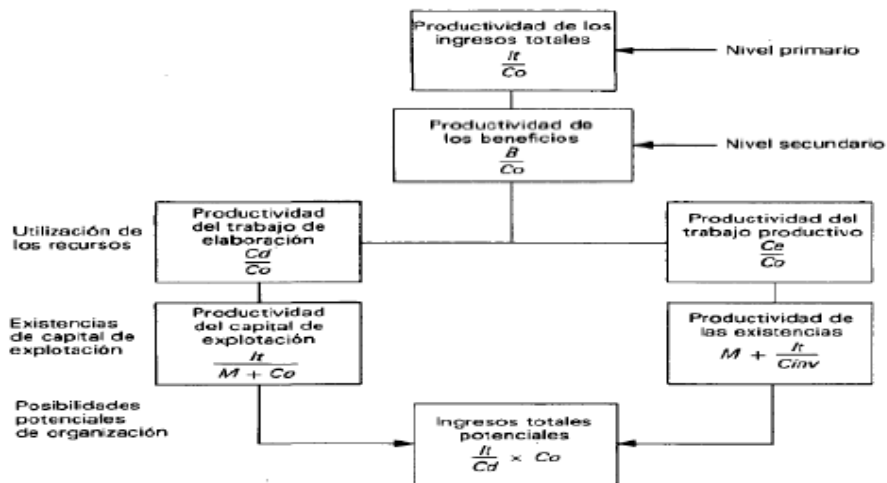 Productividad de los
ingresos totales
It
Co
Nivel primario
Productividad de
los beneficios
B
Co
Nivel secundario
Utilización de
los recursos
Productividad
del trabajo de
elaboración
Cd
Co
Productividad del
trabajo productivo
Ce
Co
Existencias
de capital de
explotación
Productividad
del capital de
explotación
It
M + Co
Productividad de
las existencias
M + It
Cinv
Posibilidades
potenciales
de organización
Ingresos totales
potenciales
It
Cd × Co